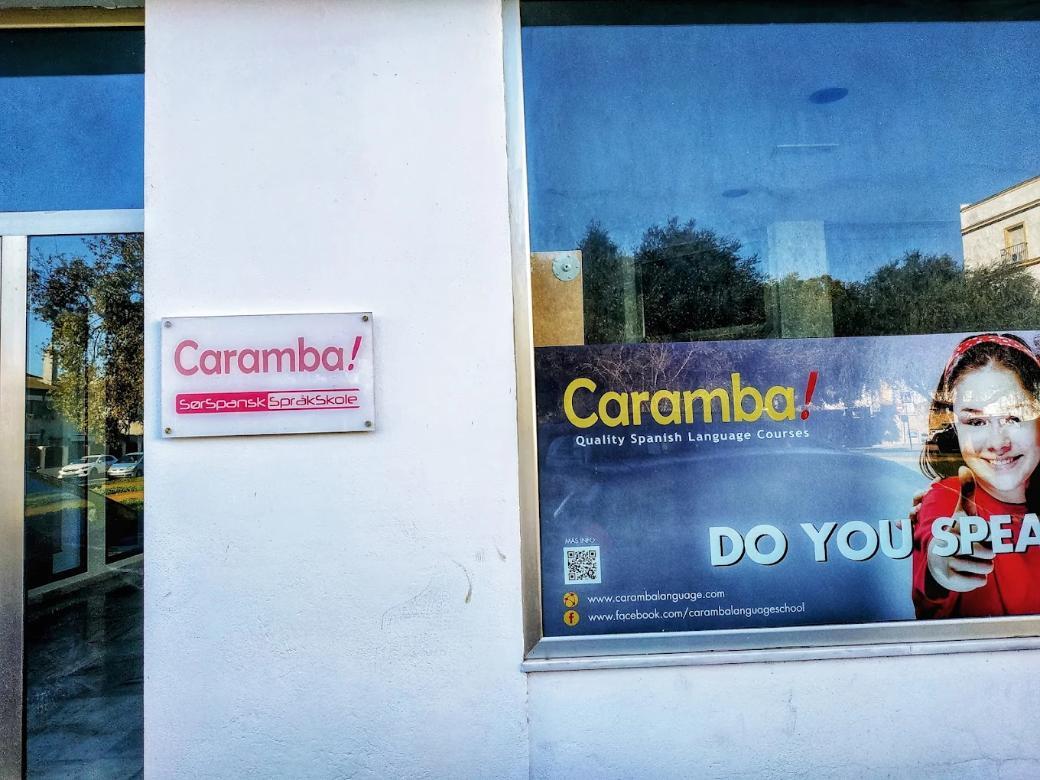 Caramba!
SørSpansk SpråkSkole
Caramba!
Quality Spanish Language Courses
DO YOU SPEA
MÁS INFO:
www.carambalanguage.com
www.facebook.com/carambalanguageschool